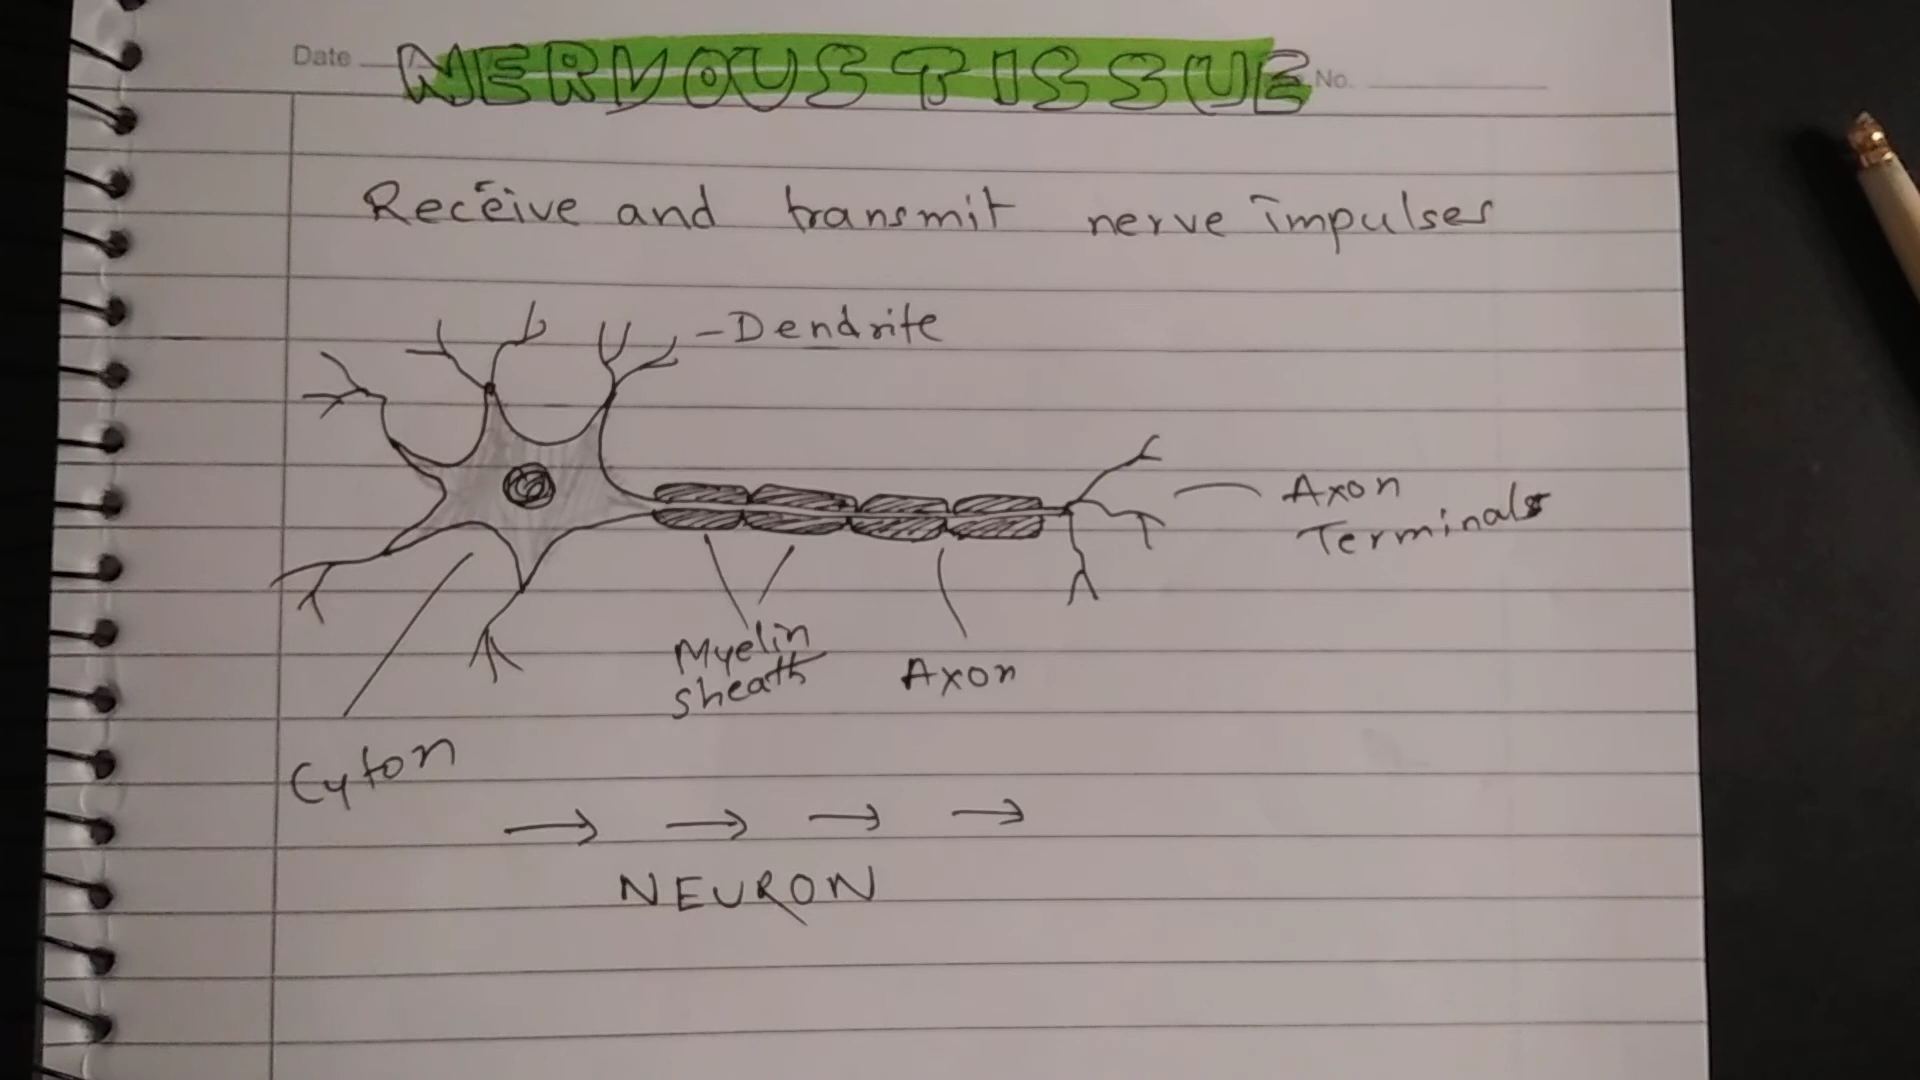 Date
NERVOUS TISSUE
No.
Receive and transmit nerve impulses
Dendrite
Axon
Terminals
Myelin
sheath
Axon
Cyton
NEURON